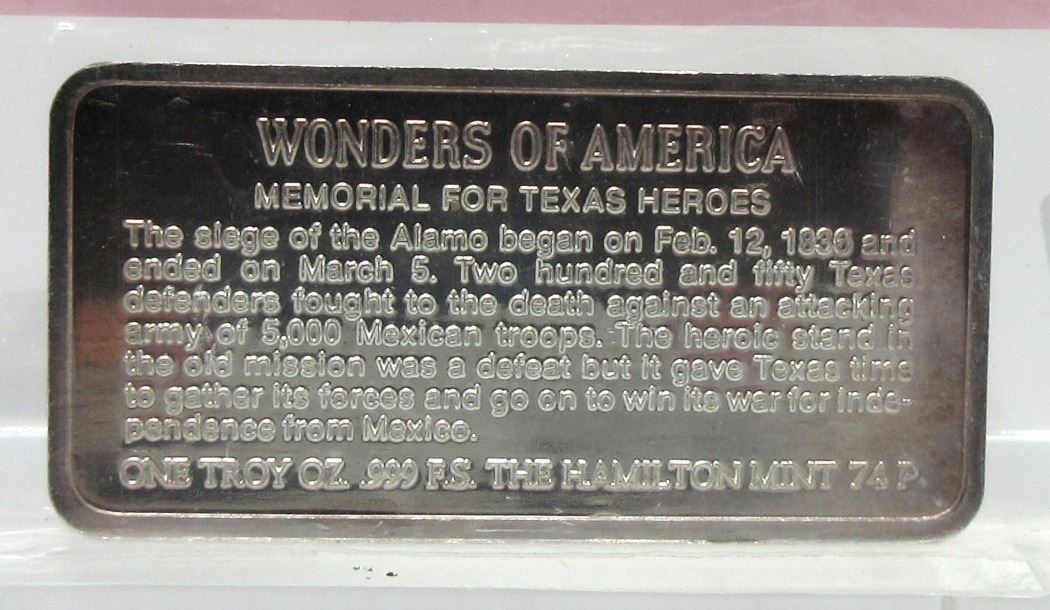 WONDERS OF AMERICA
MEMORIAL FOR TEXAS HEROES
The siege of the Alamo began on Feb. 12, 1836 and
ended on March 5. Two hundred and fifty Texas
defenders fought to the death against an attacking
army of 5,000 Mexican troops. The heroic stand in
the old mission was a defeat but it gave Texas time
to gather its forces and go on to win its war for inde-
pendence from Mexico.
ONE TROY OZ. .999 F.S. THE HAMILTON MINT 74 P